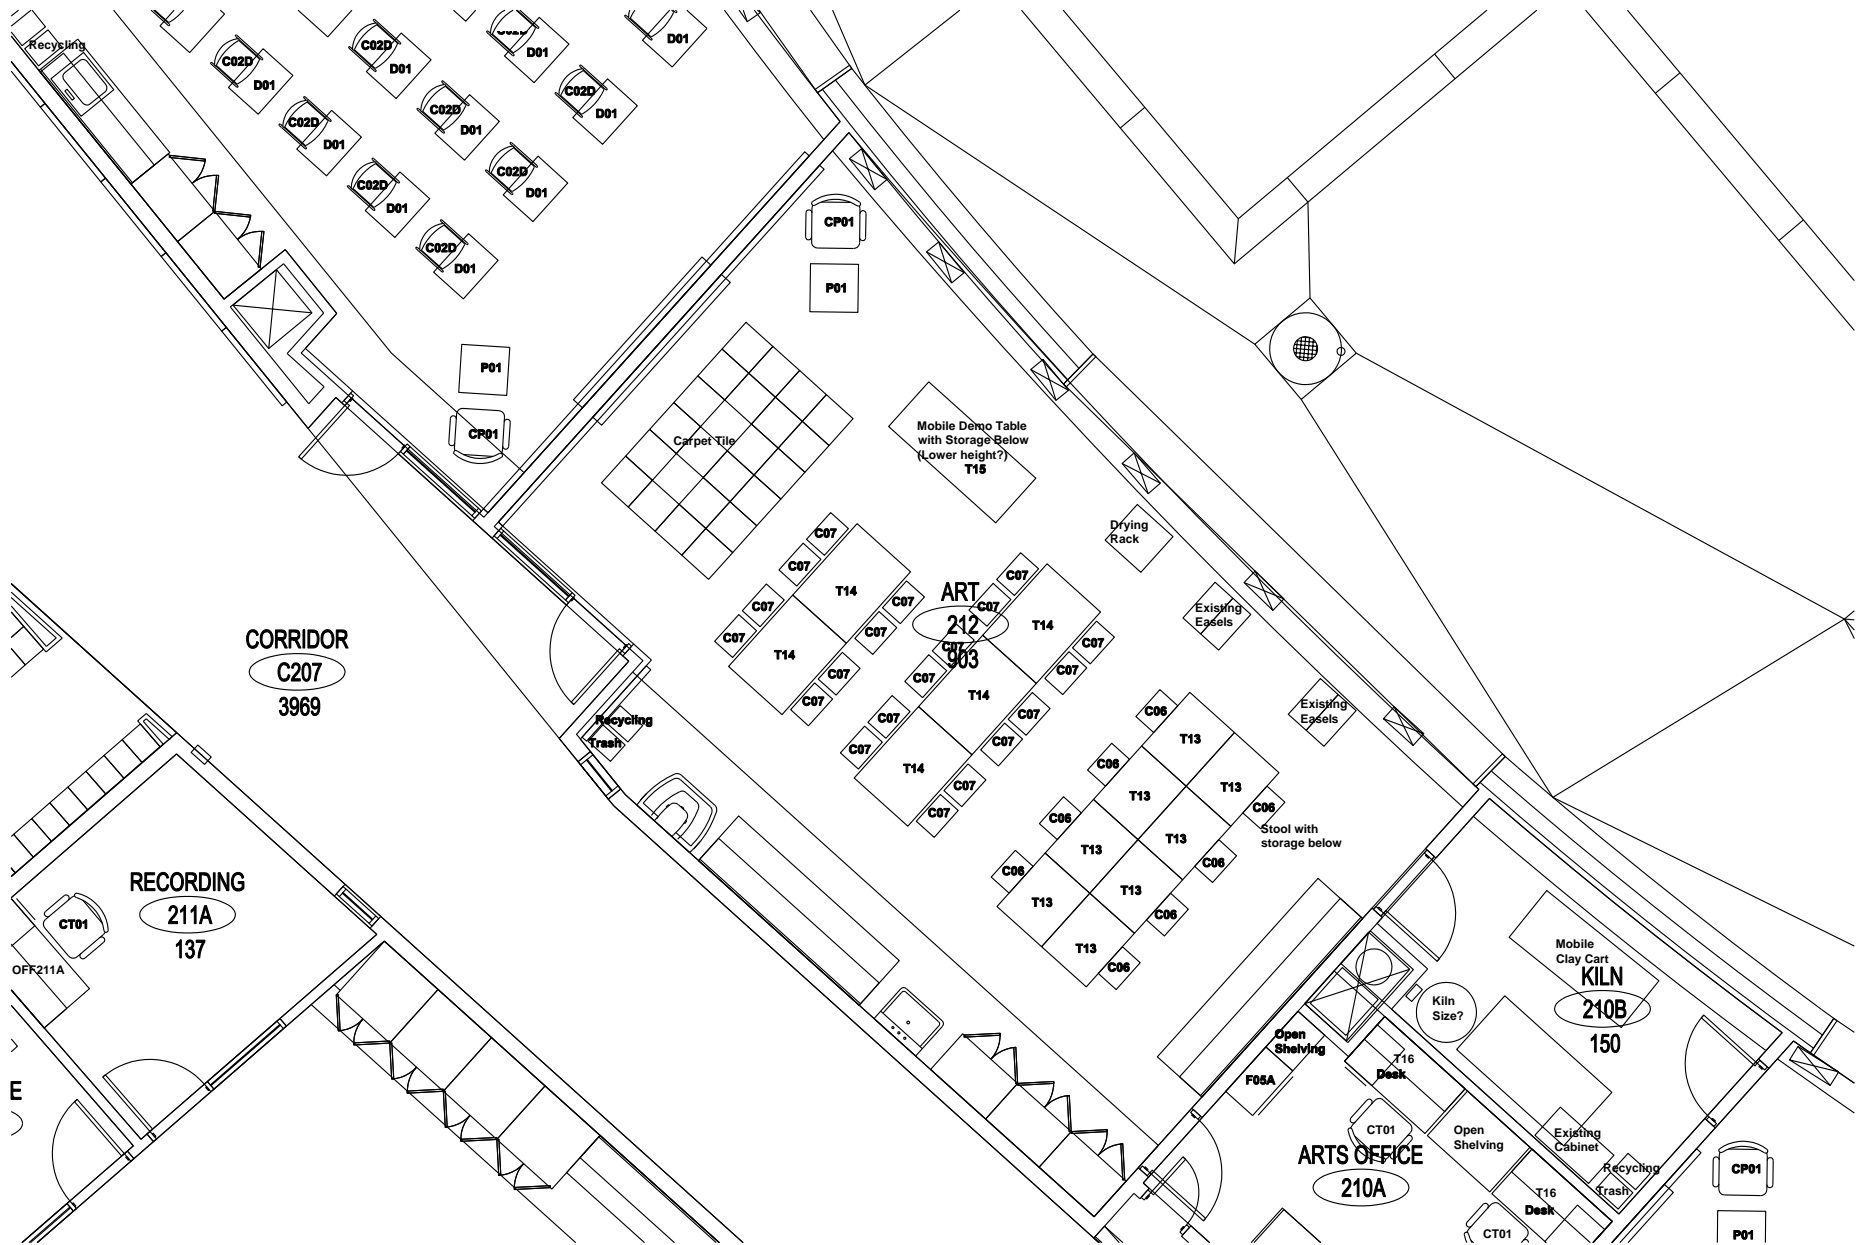 Recycling
C02D
D01
C02D
D01
C02D
D01
D01
C02D
D01
C02D
D01
C02D
D01
C02D
D01
C02D
D01
C02D
D01
P01
CP01
CP01
P01
Carpet Tile
Mobile Demo Table
with Storage Below
(Lower height?)
T15
Drying
Rack
Existing
Easels
Existing
Easels
C07
C07
C07
C07
T14
T14
C07
C07
C07
C07
ART
212
903
C07
C07
C07
C07
C07
C07
T14
T14
T14
C07
C07
C07
C07
C07
C07
C06
C06
C06
C06
T13
T13
T13
T13
T13
T13
T13
T13
C06
C06
C06
C06
Stool with
storage below
CORRIDOR
C207
3969
Recycling
Trash
RECORDING
211A
137
CT01
OFF211A
E
Mobile
Clay Cart
KILN
210B
150
Kiln
Size?
Open
Shelving
F05A
T16
Desk
CT01
ARTS OFFICE
210A
Open
Shelving
Existing
Cabinet
Recycling
Trash
T16
Desk
CT01
CP01
P01